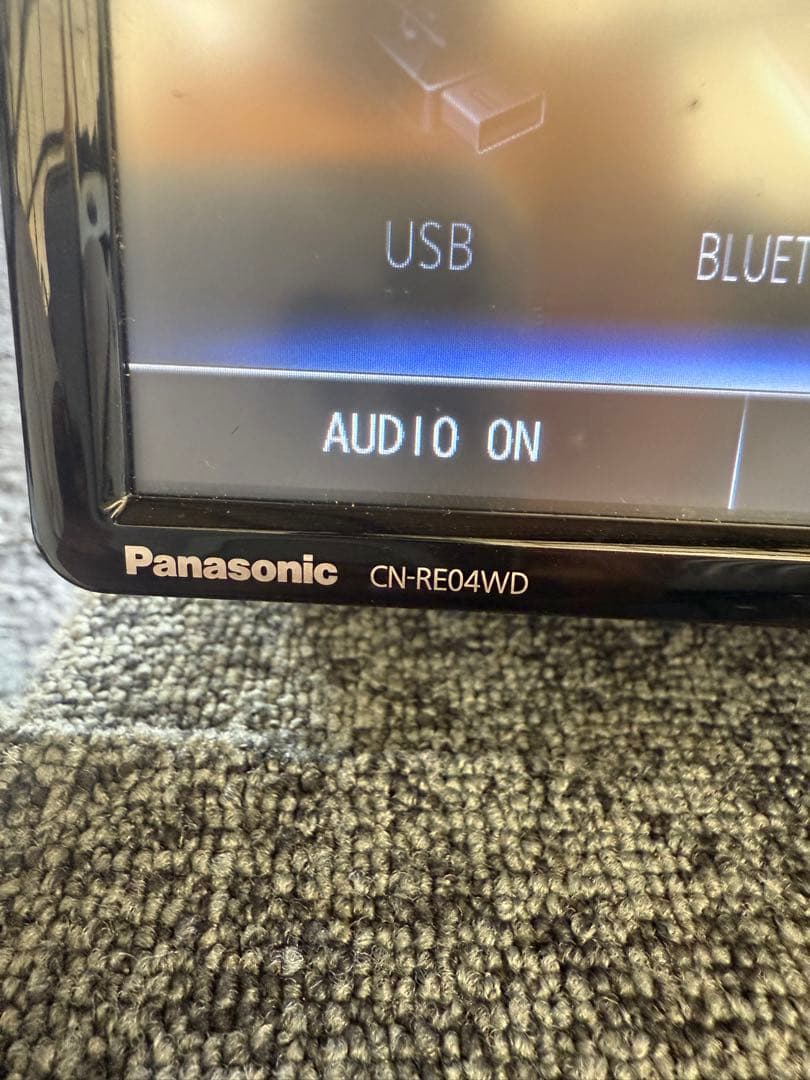 USB
BLUET
AUDIO ON
Panasonic CN-RE04WD